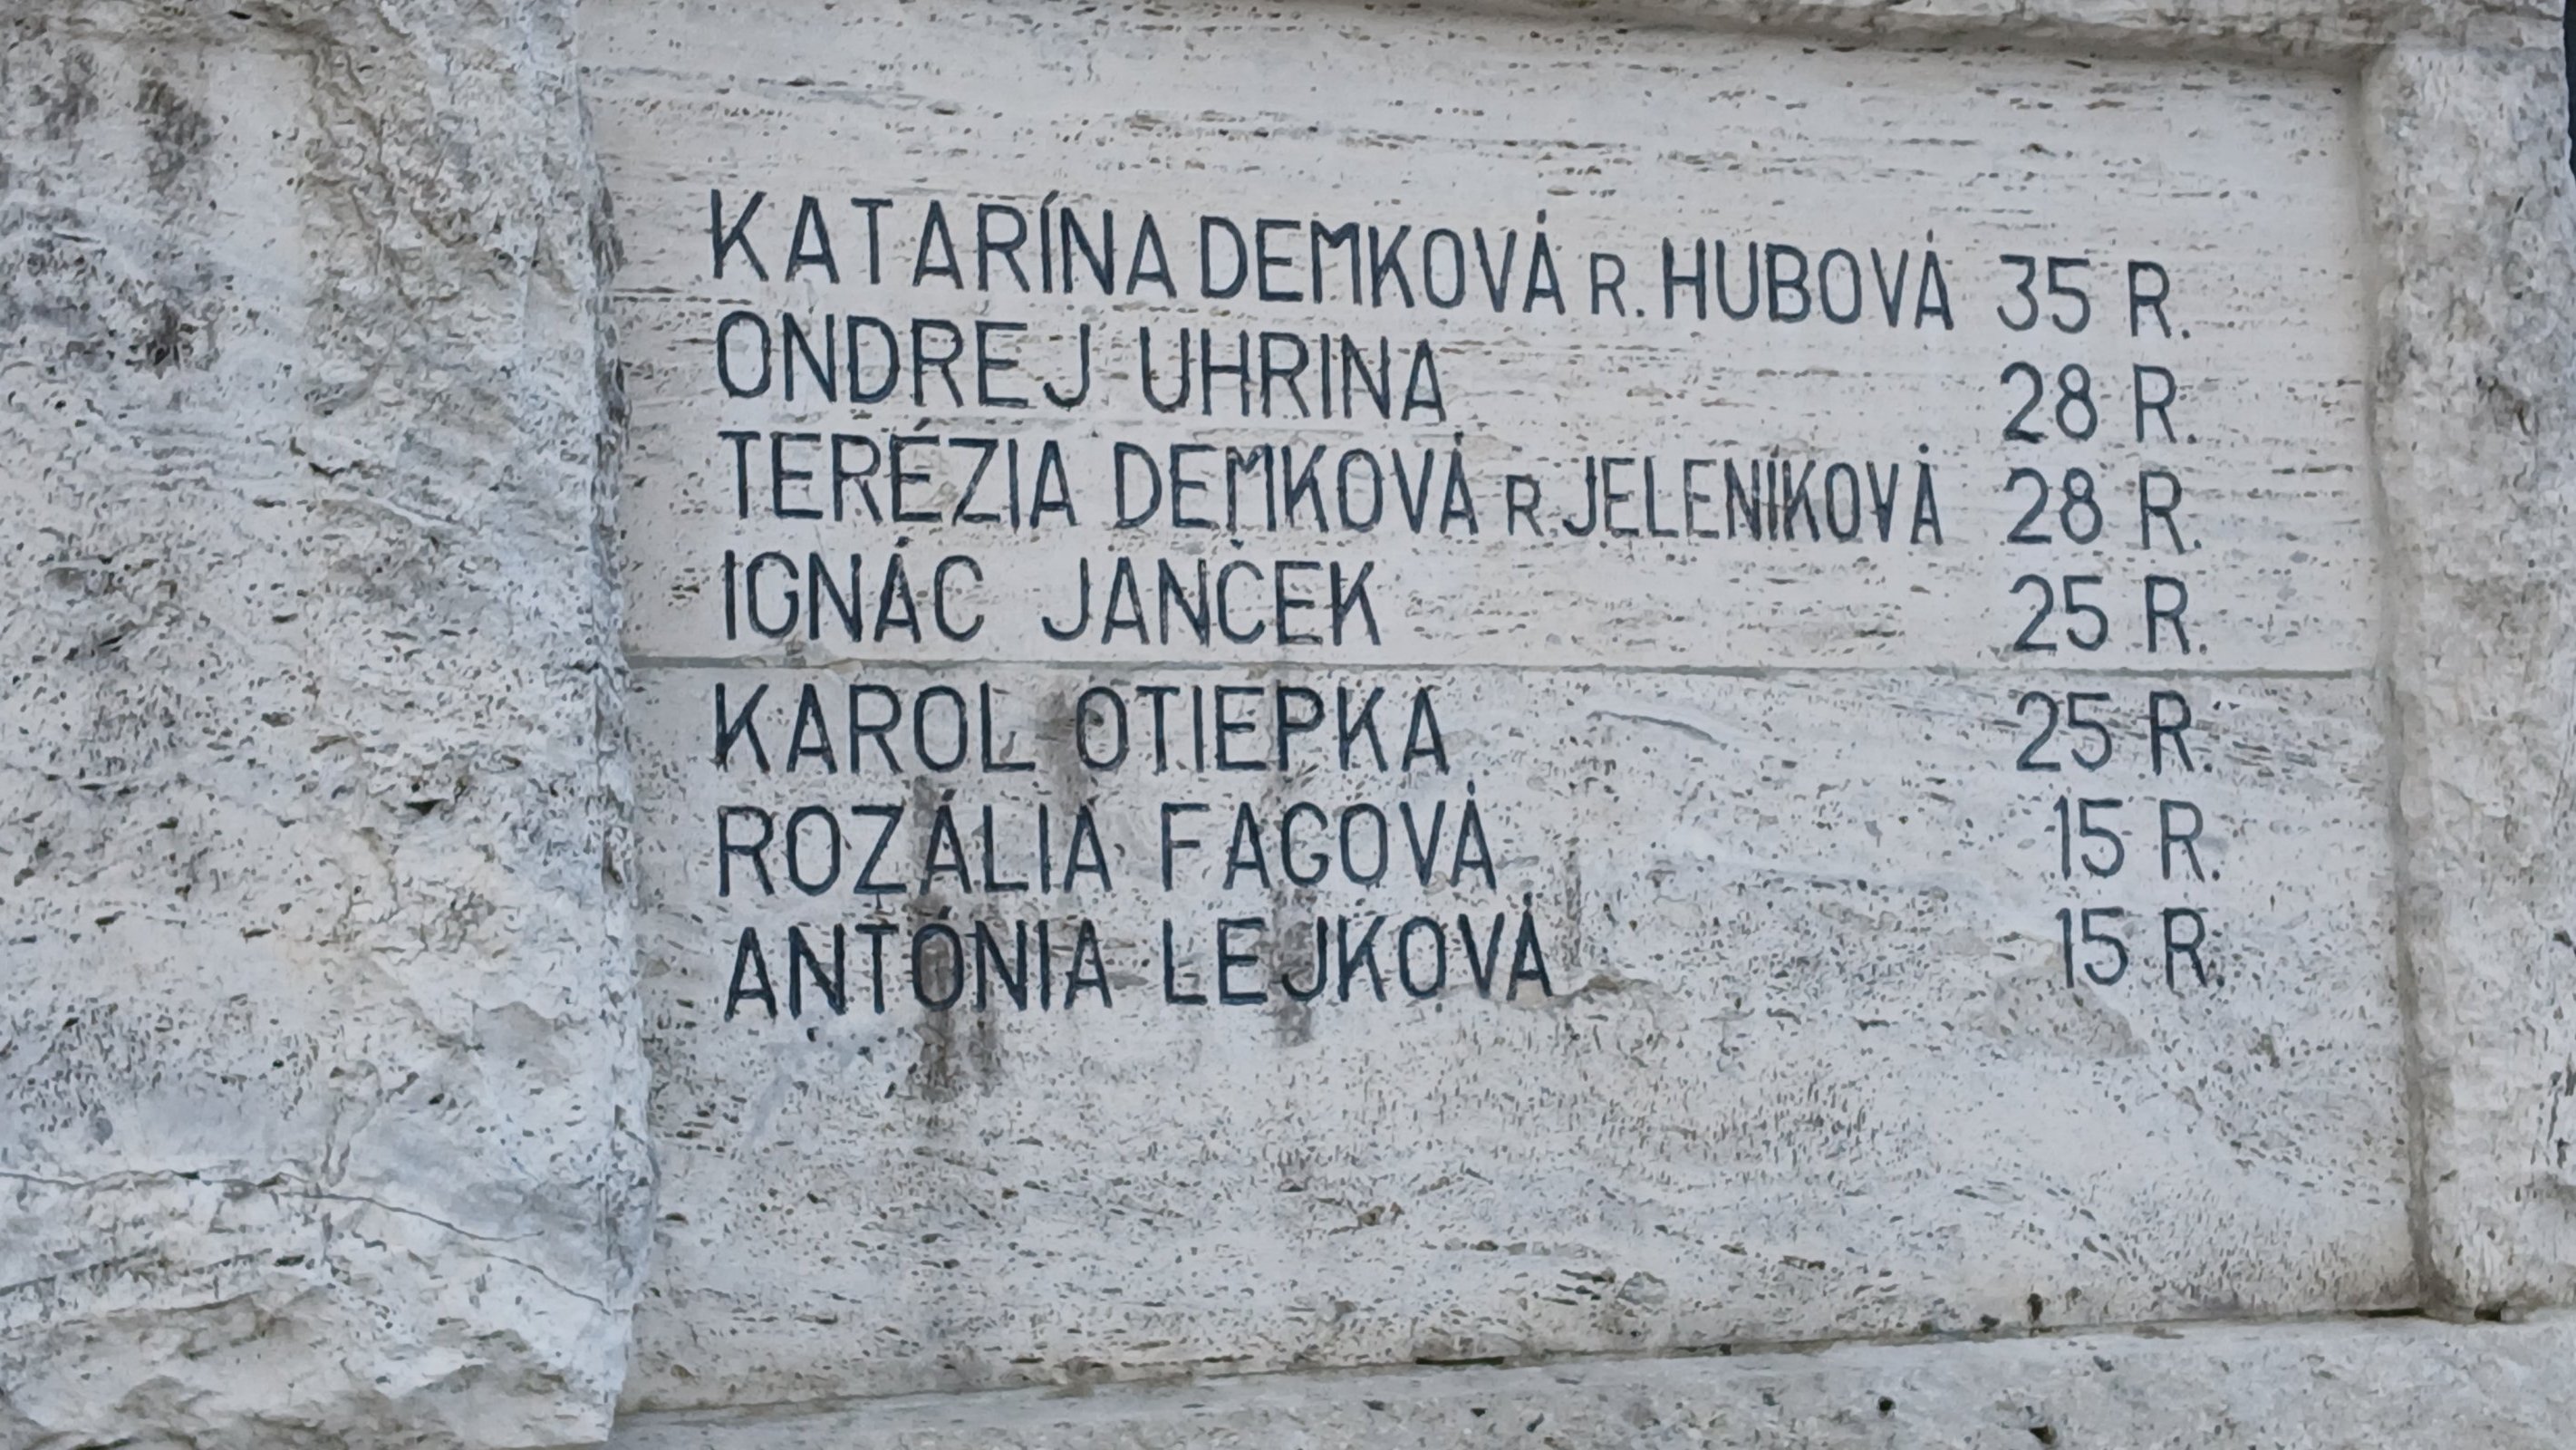 KATARÍNA DEMKOVÁ R. HUBOVÁ 35 R.
ONDREJ UHRINA 28 R.
TERÉZIA DEMKOVÁ R. JELENÍKOVÁ 28 R.
IGNÁC JANČEK 25 R.
KAROL OTIEPKA 25 R.
ROZÁLIA FAGOVÁ 15 R.
ANTÓNIA LEJKOVÁ 15 R.